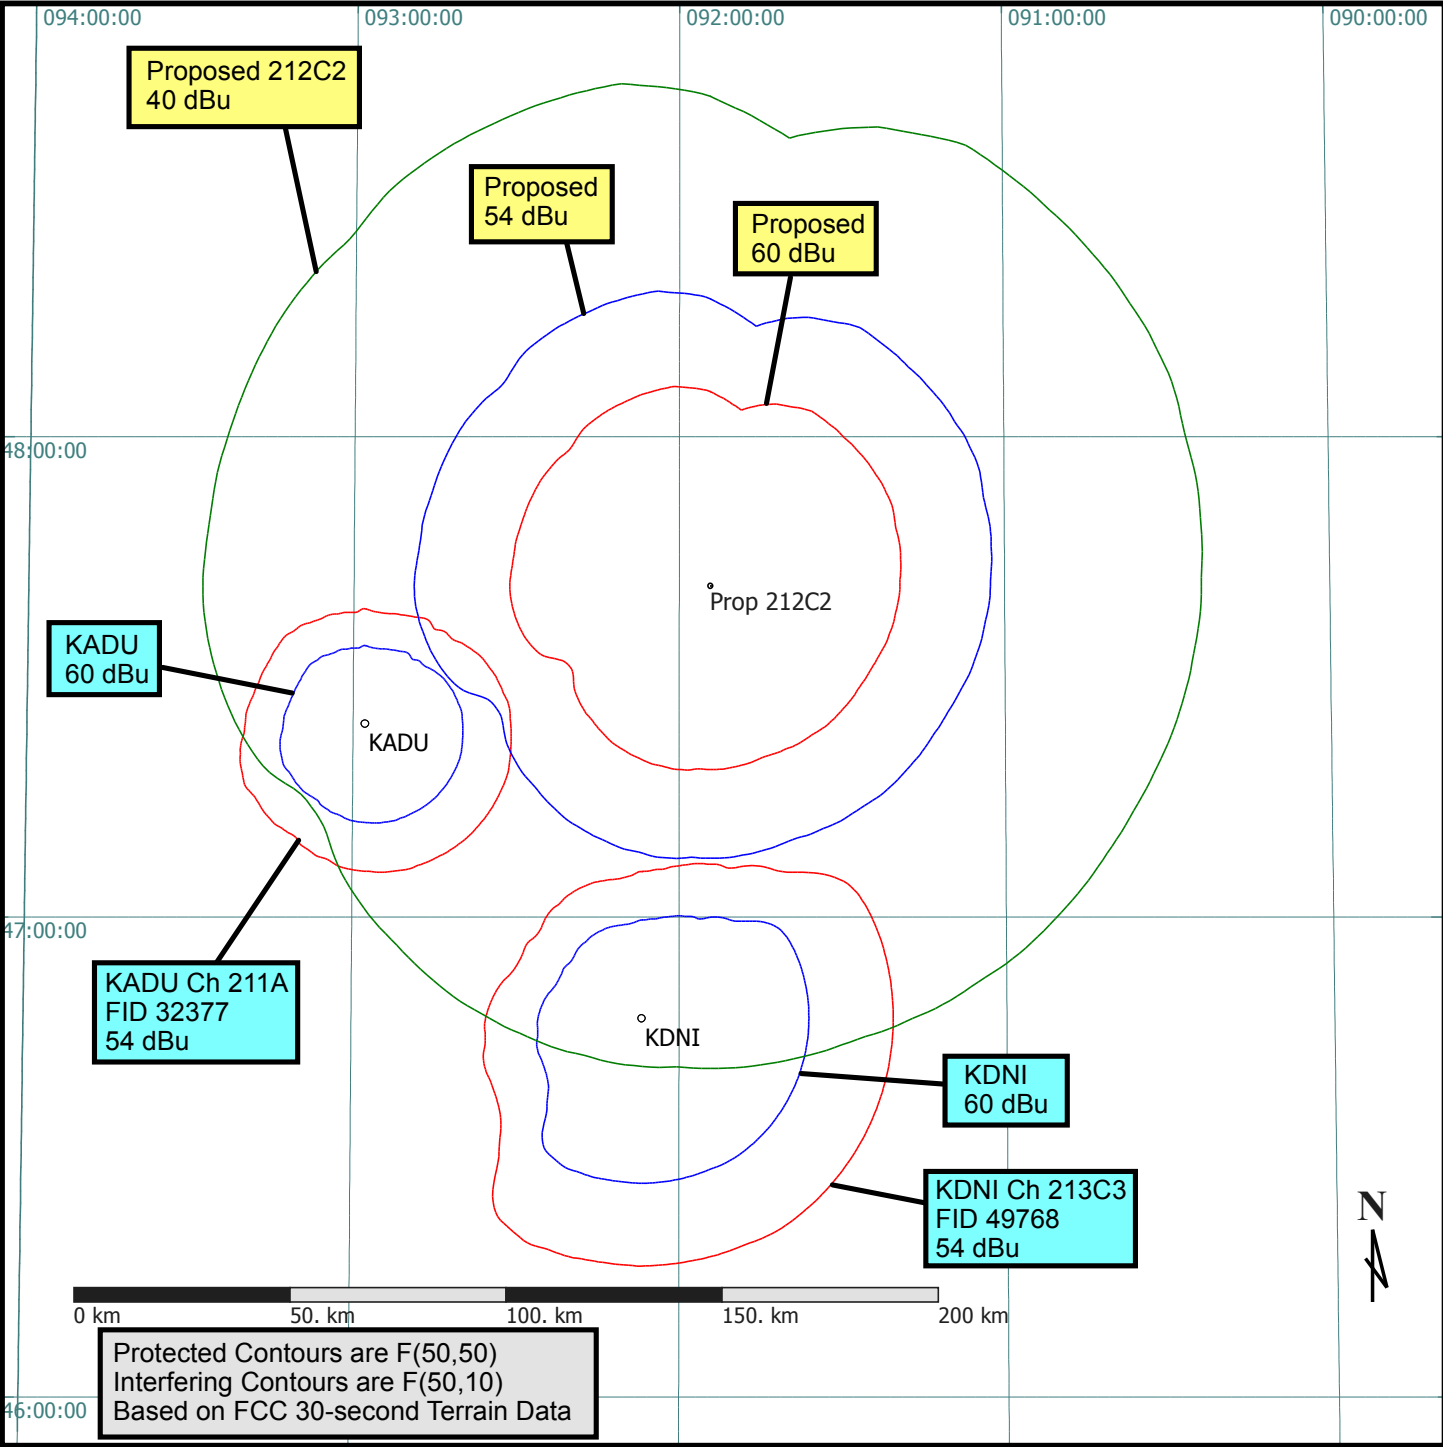 094:00:00
093:00:00
092:00:00
091:00:00
090:00:00
Proposed 212C2
40 dBu
Proposed
54 dBu
Proposed
60 dBu
48:00:00
Prop 212C2
KADU
60 dBu
KADU
47:00:00
KADU Ch 211A
FID 32377
54 dBu
KDNI
KDNI
60 dBu
KDNI Ch 213C3
FID 49768
54 dBu
N
0 km
50. km
100. km
150. km
200 km
Protected Contours are F(50,50)
Interfering Contours are F(50,10)
Based on FCC 30-second Terrain Data
46:00:00